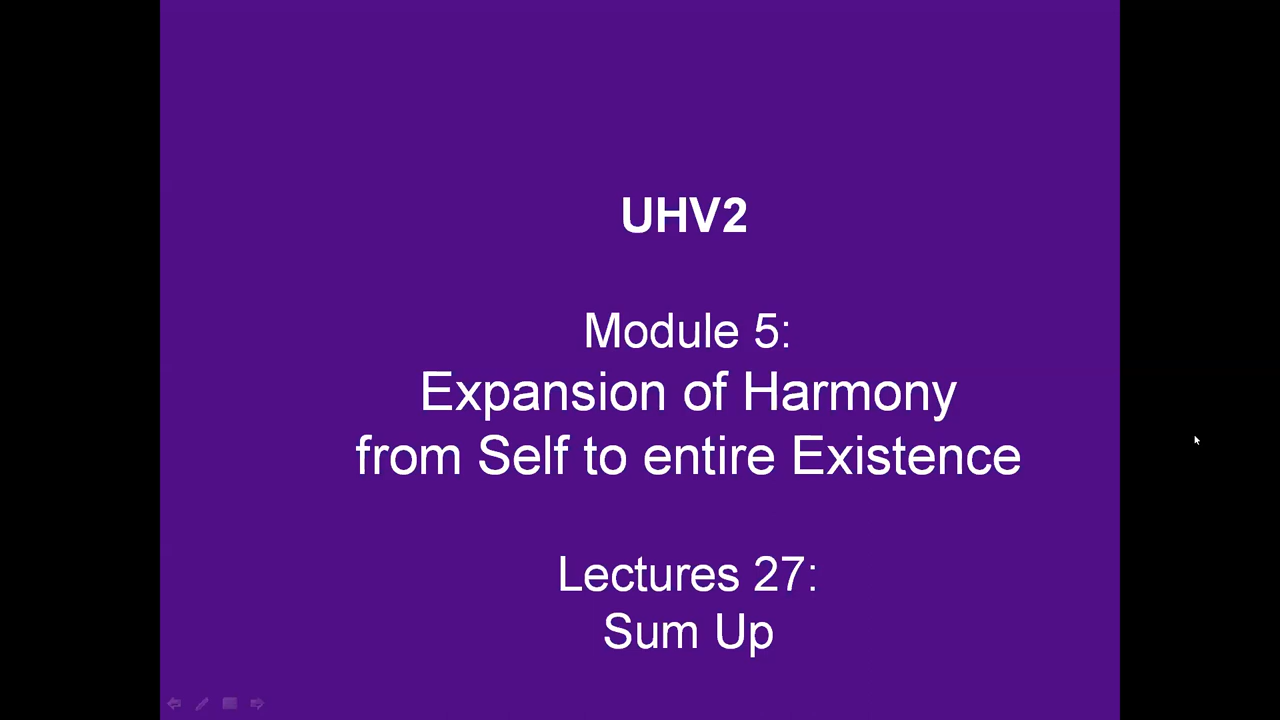 UHV2
Module 5:
Expansion of Harmony
from Self to entire Existence
Lectures 27:
Sum Up